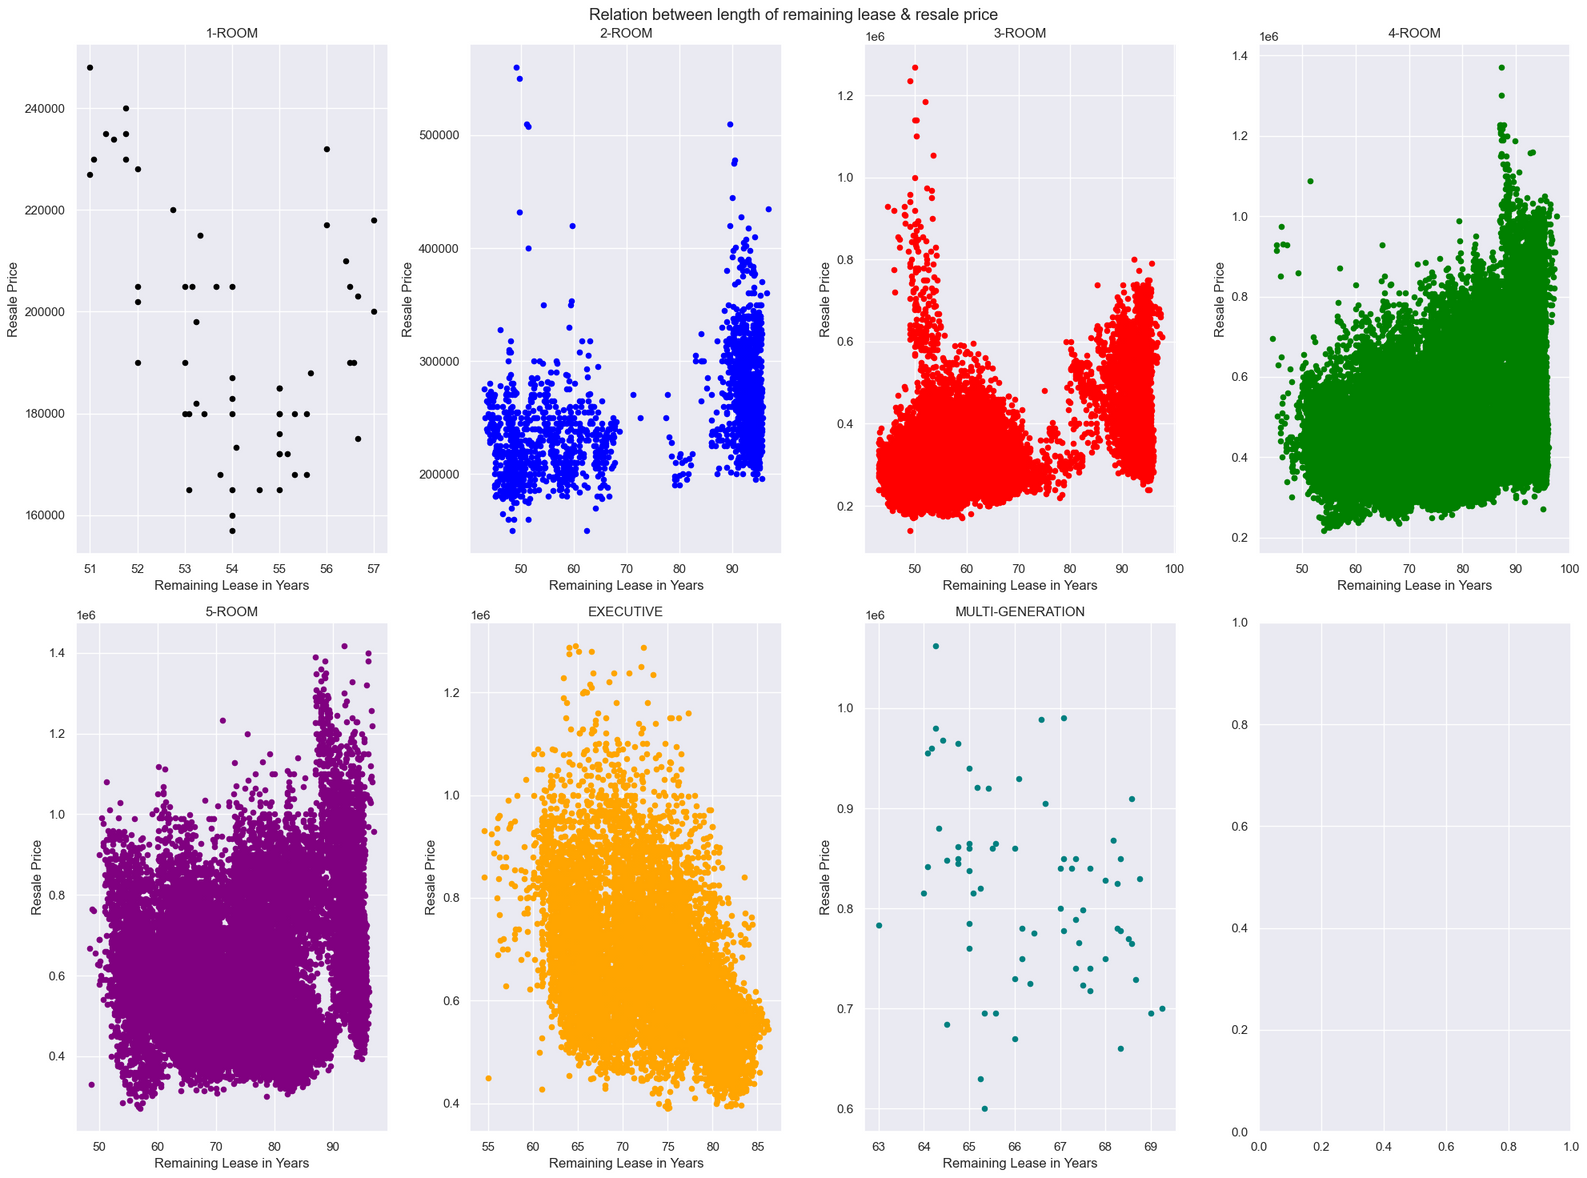 Relation between length of remaining lease & resale price
1-ROOM
240000
220000
200000
180000
160000
Resale Price
51 52 53 54 55 56 57
Remaining Lease in Years
2-ROOM
500000
400000
300000
200000
Resale Price
50 60 70 80 90
Remaining Lease in Years
3-ROOM
1e6
1.2
1.0
0.8
0.6
0.4
0.2
Resale Price
50 60 70 80 90 100
Remaining Lease in Years
4-ROOM
1e6
1.4
1.2
1.0
0.8
0.6
0.4
0.2
Resale Price
50 60 70 80 90 100
Remaining Lease in Years
5-ROOM
1e6
1.4
1.2
1.0
0.8
0.6
0.4
Resale Price
50 60 70 80 90
Remaining Lease in Years
EXECUTIVE
1e6
1.2
1.0
0.8
0.6
0.4
Resale Price
55 60 65 70 75 80 85
Remaining Lease in Years
MULTI-GENERATION
1e6
1.0
0.9
0.8
0.7
0.6
Resale Price
63 64 65 66 67 68 69
Remaining Lease in Years
1.0
0.8
0.6
0.4
0.2
0.0
0.0 0.2 0.4 0.6 0.8 1.0